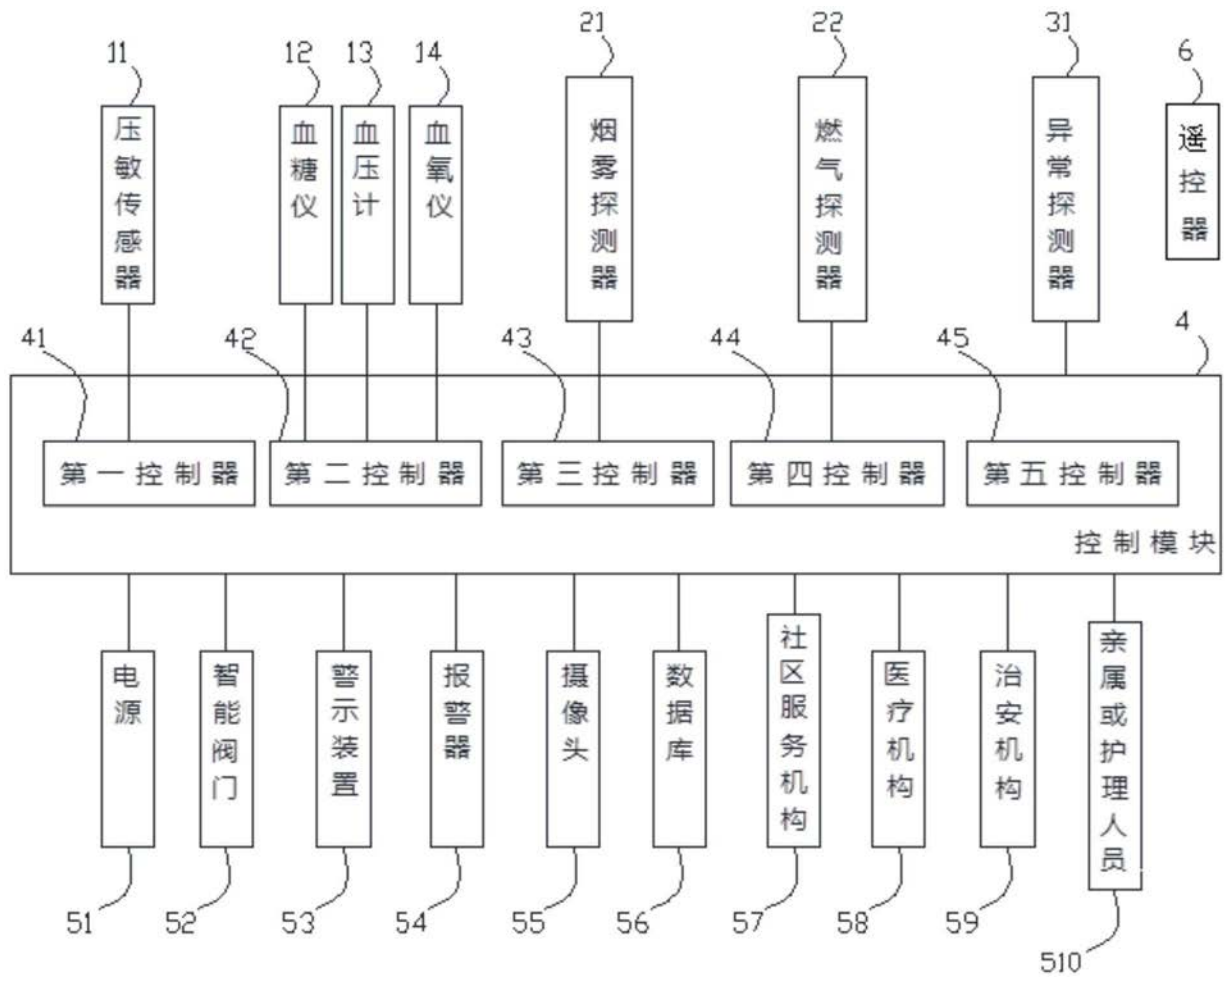 11
12
13
14
21
22
31
6
压敏传感器
血糖仪
血压计
血氧仪
烟雾探测器
燃气探测器
异常探测器
遥控器
41
42
43
44
45
4
第一控制器
第二控制器
第三控制器
第四控制器
第五控制器
控制模块
电源
智能阀门
警示装置
报警器
摄像头
数据库
社区服务机构
医疗机构
治安机构
亲属或护理人员
51
52
53
54
55
56
57
58
59
510